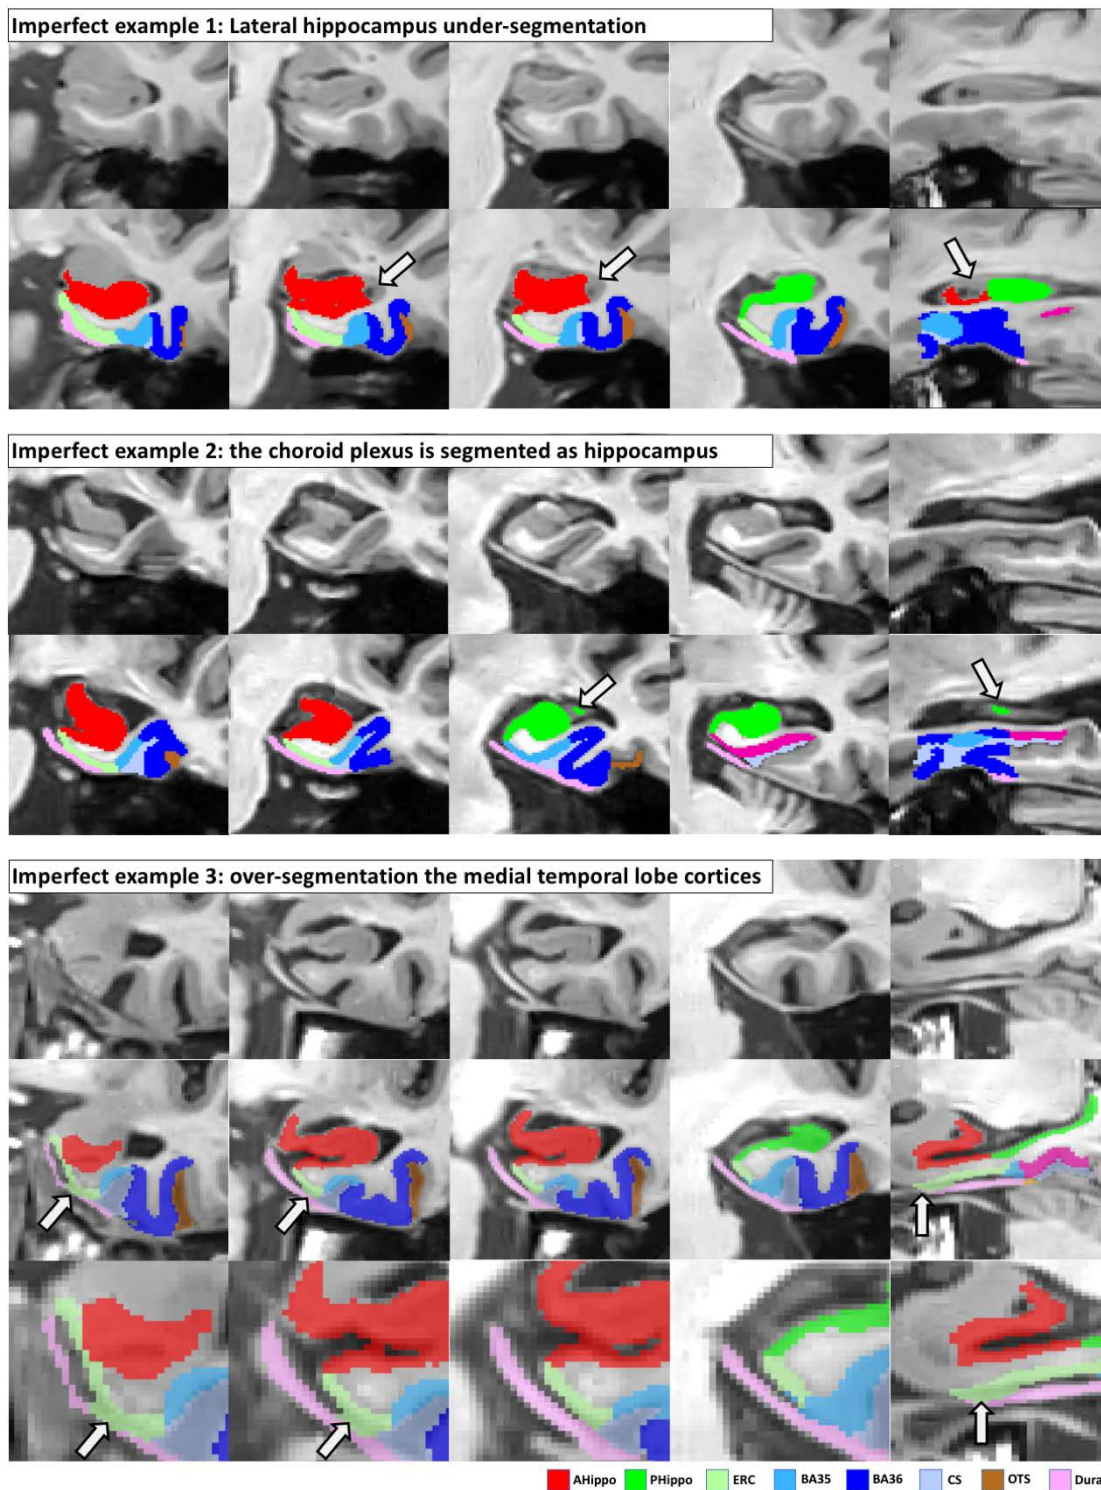 Imperfect example 1: Lateral hippocampus under-segmentation
Imperfect example 2: the choroid plexus is segmented as hippocampus
Imperfect example 3: over-segmentation the medial temporal lobe cortices
AHippo PHippo ERC BA35 BA36 CS OTS Dura